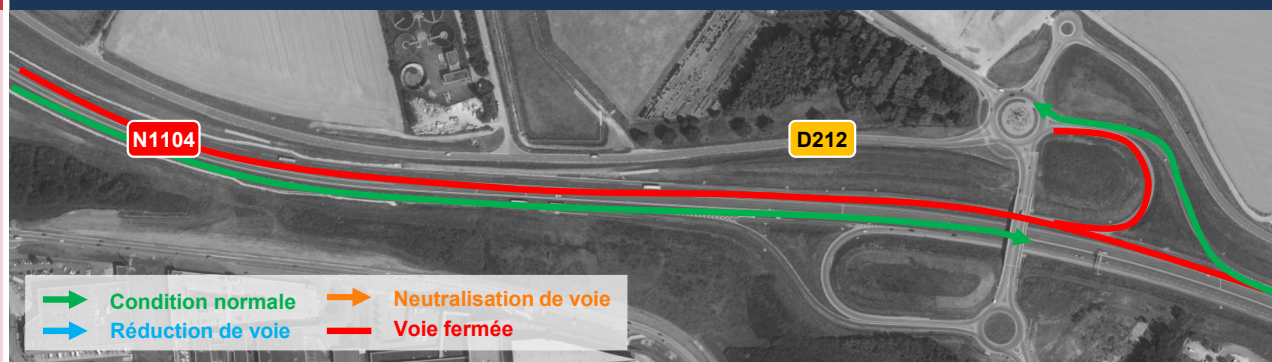 N1104
D212
Condition normale
Neutralisation de voie
Réduction de voie
Voie fermée